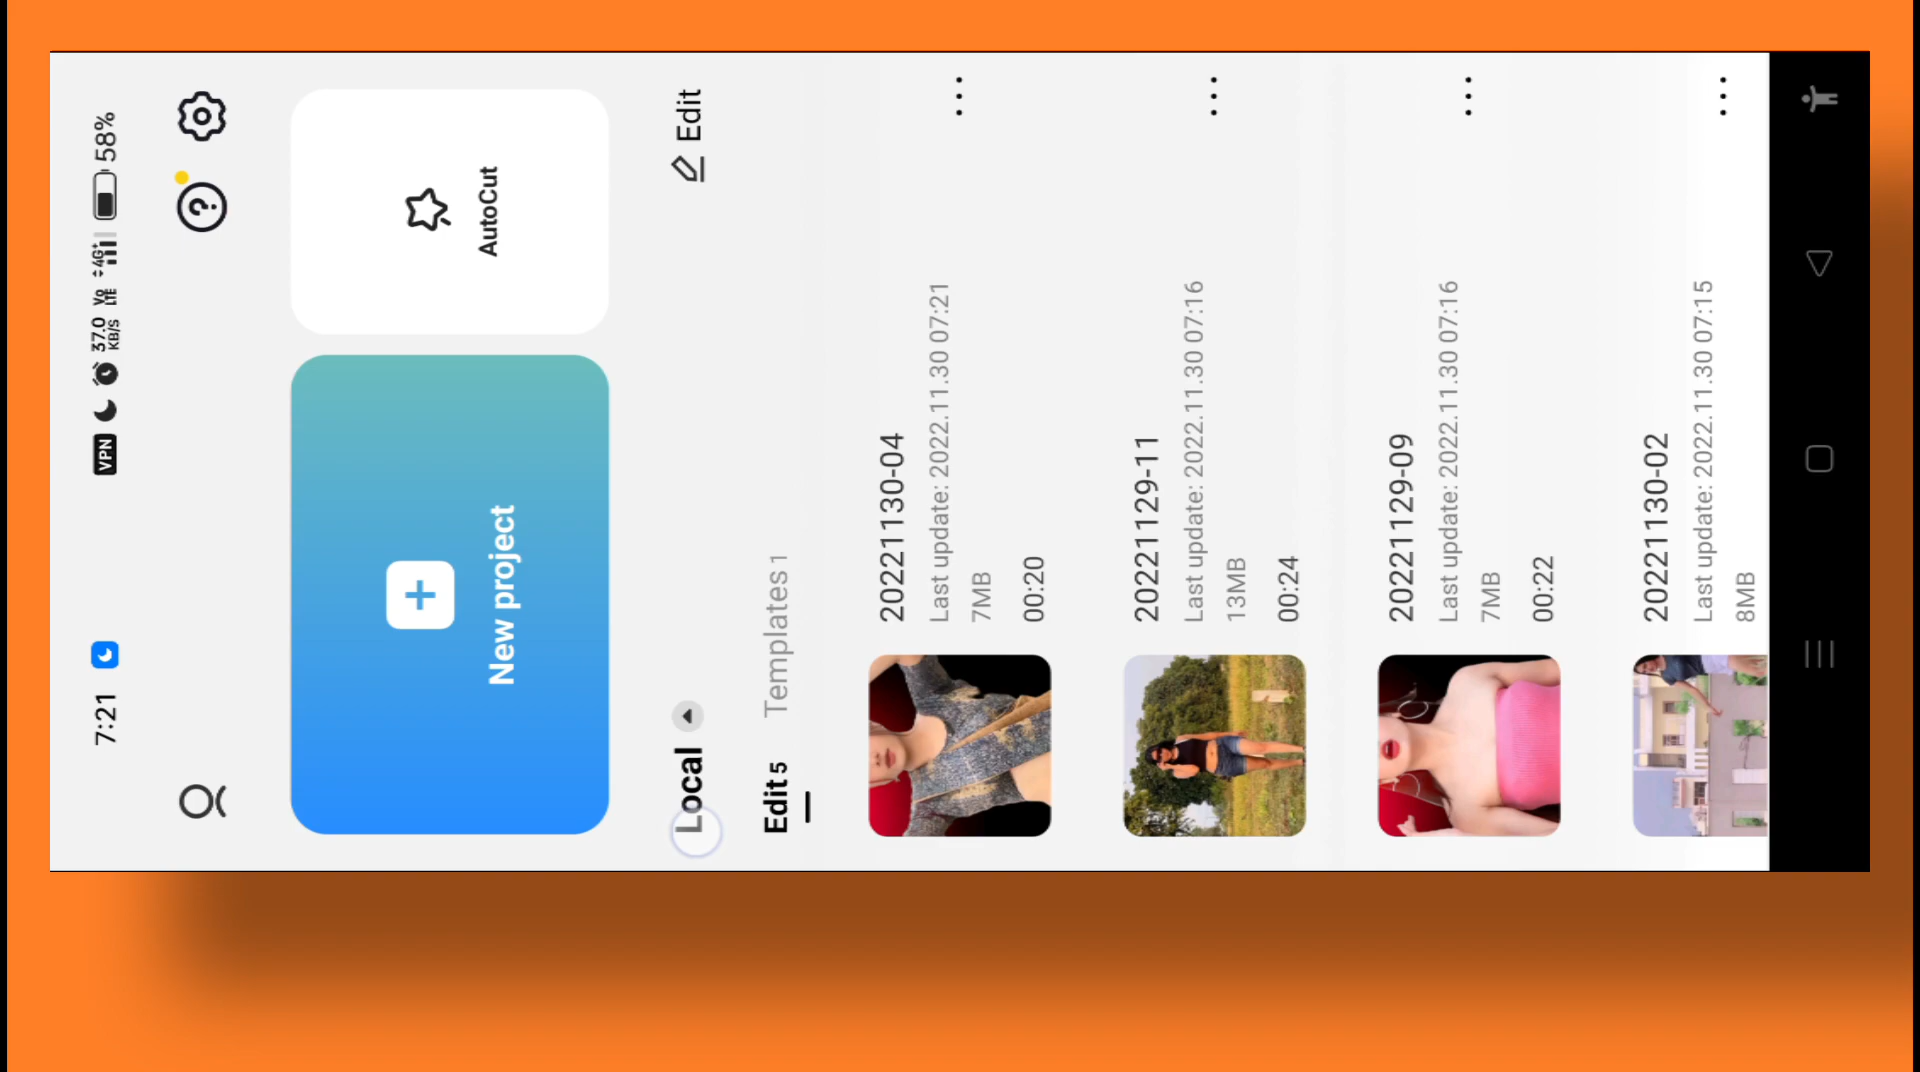 7:21
VPN
37.0
KB/S
Vo
LTE
4G+
58%
New project
AutoCut
Local
Edit
Edit 5
Templates 1
20221130-04
Last update: 2022.11.30 07:21
7MB
00:20
20221129-11
Last update: 2022.11.30 07:16
13MB
00:24
20221129-09
Last update: 2022.11.30 07:16
7MB
00:22
20221130-02
Last update: 2022.11.30 07:15
8MB